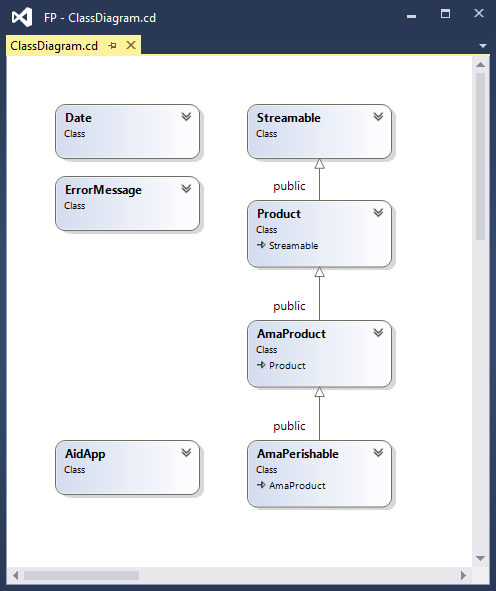 FP - ClassDiagram.cd
ClassDiagram.cd
Date
Class
Streamable
Class
ErrorMessage
Class
public
Product
Class
Streamable
public
AmaProduct
Class
Product
public
AidApp
Class
AmaPerishable
Class
AmaProduct